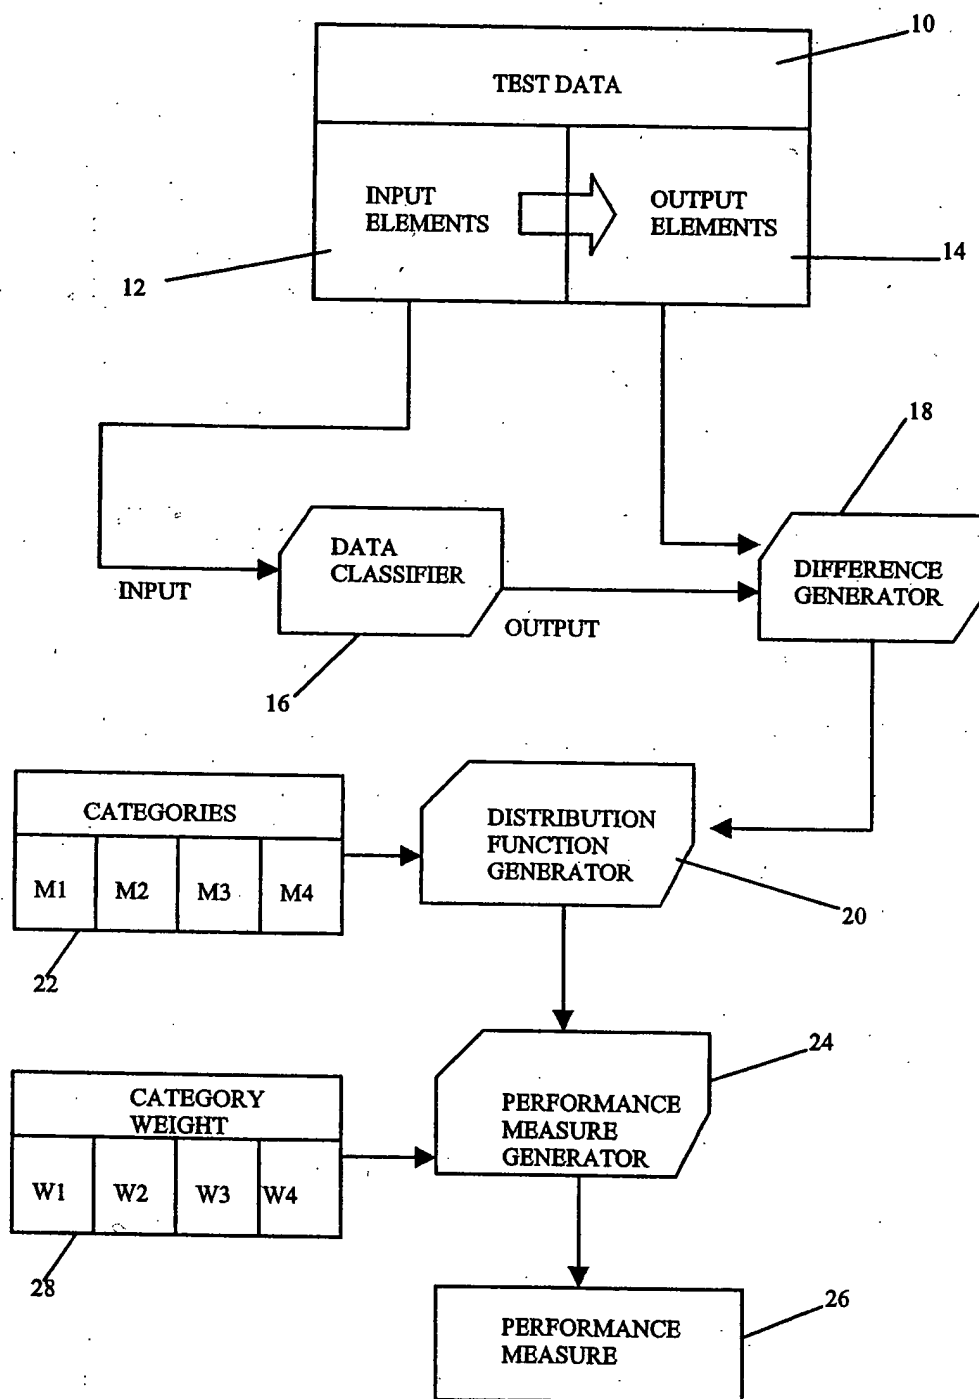 10
TEST DATA
INPUT
ELEMENTS
OUTPUT
ELEMENTS
12
14
18
DATA
CLASSIFIER
DIFFERENCE
GENERATOR
INPUT
OUTPUT
16
CATEGORIES
M1 M2 M3 M4
22
DISTRIBUTION
FUNCTION
GENERATOR
20
24
CATEGORY
WEIGHT
W1 W2 W3 W4
28
PERFORMANCE
MEASURE
GENERATOR
26
PERFORMANCE
MEASURE